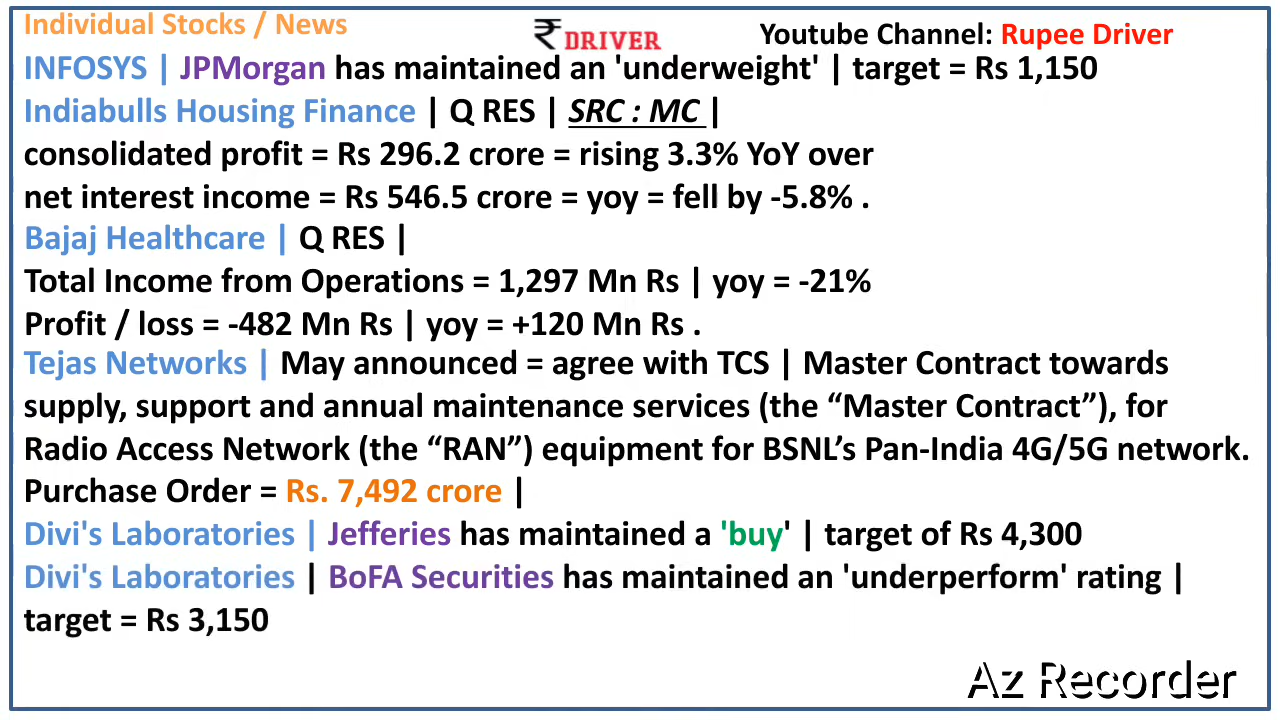 Individual Stocks / News
₹ DRIVER
Youtube Channel: Rupee Driver
INFOSYS | JPMorgan has maintained an 'underweight' | target = Rs 1,150
Indiabulls Housing Finance | Q RES | SRC : MC |
consolidated profit = Rs 296.2 crore = rising 3.3% YoY over
net interest income = Rs 546.5 crore = yoy = fell by -5.8% .
Bajaj Healthcare | Q RES |
Total Income from Operations = 1,297 Mn Rs | yoy = -21%
Profit / loss = -482 Mn Rs | yoy = +120 Mn Rs .
Tejas Networks | May announced = agree with TCS | Master Contract towards
supply, support and annual maintenance services (the “Master Contract”), for
Radio Access Network (the “RAN”) equipment for BSNL’s Pan-India 4G/5G network.
Purchase Order = Rs. 7,492 crore |
Divi's Laboratories | Jefferies has maintained a 'buy' | target of Rs 4,300
Divi's Laboratories | BoFA Securities has maintained an 'underperform' rating |
target = Rs 3,150
Az Recorder